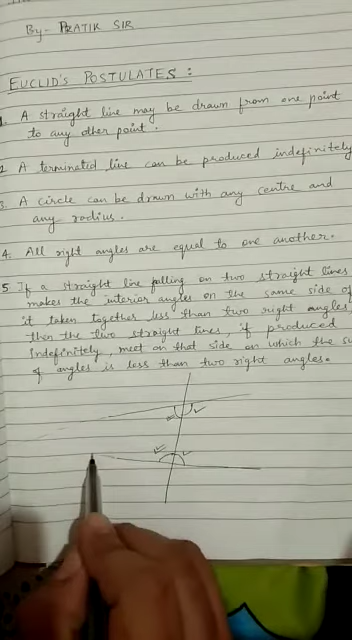 By- PRATIK SIR
EUCLID'S POSTULATES :
1. A straight line may be drawn from one point
to any other point.
2. A terminated line can be produced indefinitely
3. A circle can be drawn with any centre and
any radius.
4. All right angles are equal to one another.
5 If a straight line falling on two straight lines
makes the interior angles on the same side of
it taken together less than two right angles,
then the two straight lines, if produced
indefinitely, meet on that side on which the su
of angles is less than two right angles.